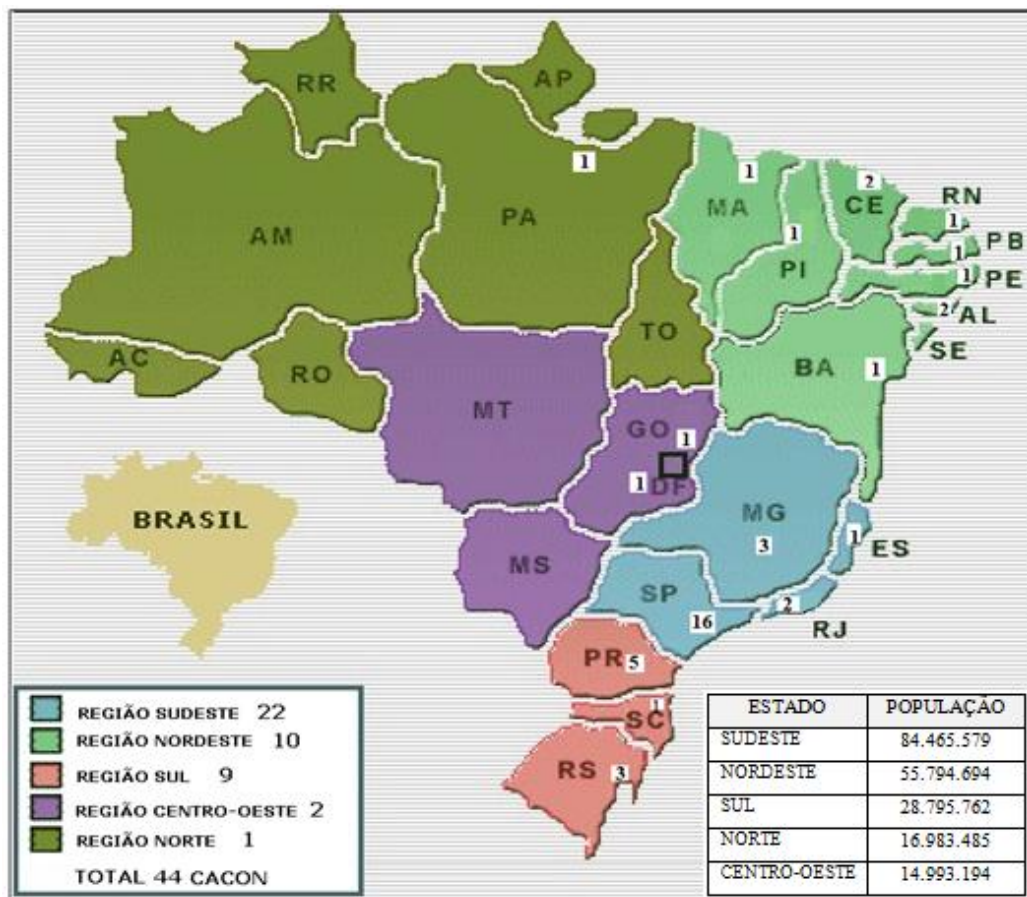 RR
AP
1
PA
AM
AC
RO
TO
1
MA
1
PI
2
CE
RN
1
PB
1
PE
1
2
AL
SE
BA
1
MT
GO
1
1
DF
MS
MG
3
1
ES
SP
16
2
RJ
PR 5
1
SC
RS
3
BRASIL
REGIÃO SUDESTE 22
REGIÃO NORDESTE 10
REGIÃO SUL 9
REGIÃO CENTRO-OESTE 2
REGIÃO NORTE 1
TOTAL 44 CACON
ESTADO POPULAÇÃO
SUDESTE 84.465.579
NORDESTE 55.794.694
SUL 28.795.762
NORTE 16.983.485
CENTRO-OESTE 14.993.194